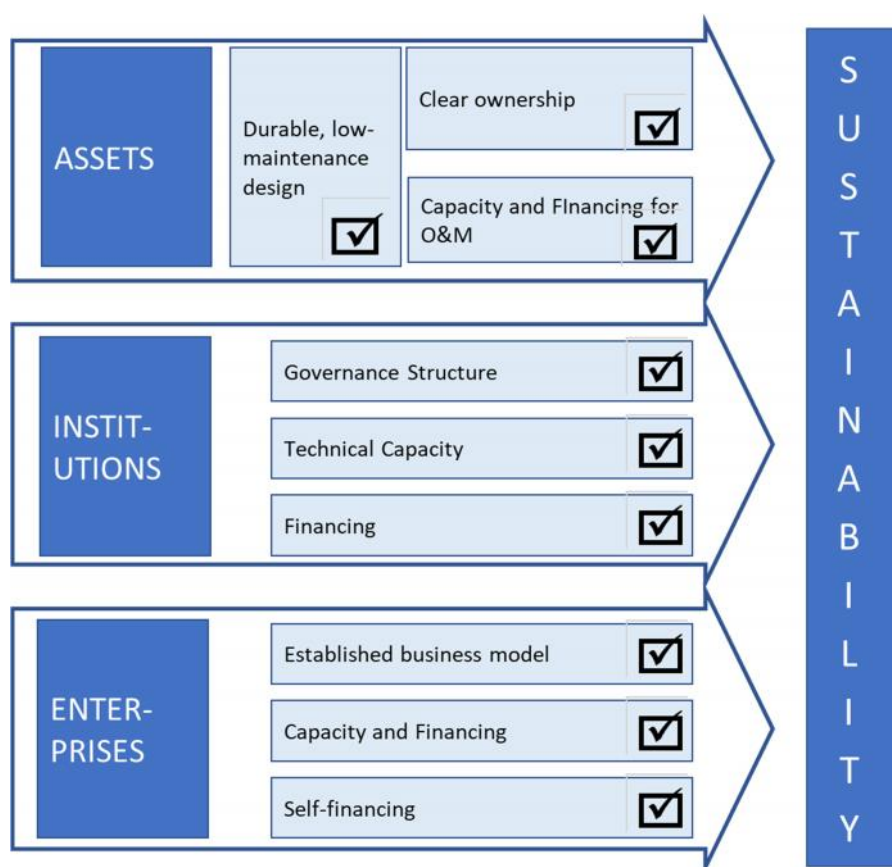 ASSETS
Durable, low-
maintenance
design
Clear ownership
Capacity and FInancing for
O&M
INSTIT-
UTIONS
Governance Structure
Technical Capacity
Financing
ENTER-
PRISES
Established business model
Capacity and Financing
Self-financing
S
U
S
T
A
I
N
A
B
I
L
I
T
Y